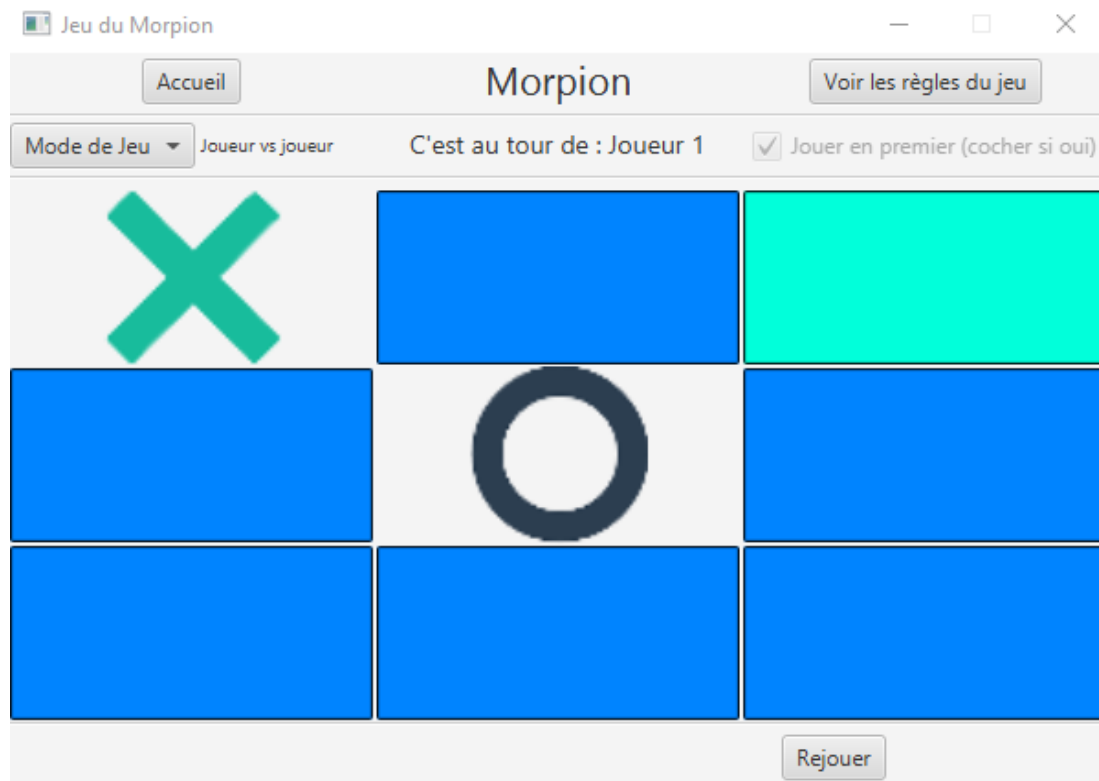 Jeu du Morpion
Accueil
Morpion
Voir les règles du jeu
Mode de Jeu
Joueur vs joueur
C'est au tour de : Joueur 1
Jouer en premier (cocher si oui)
Rejouer